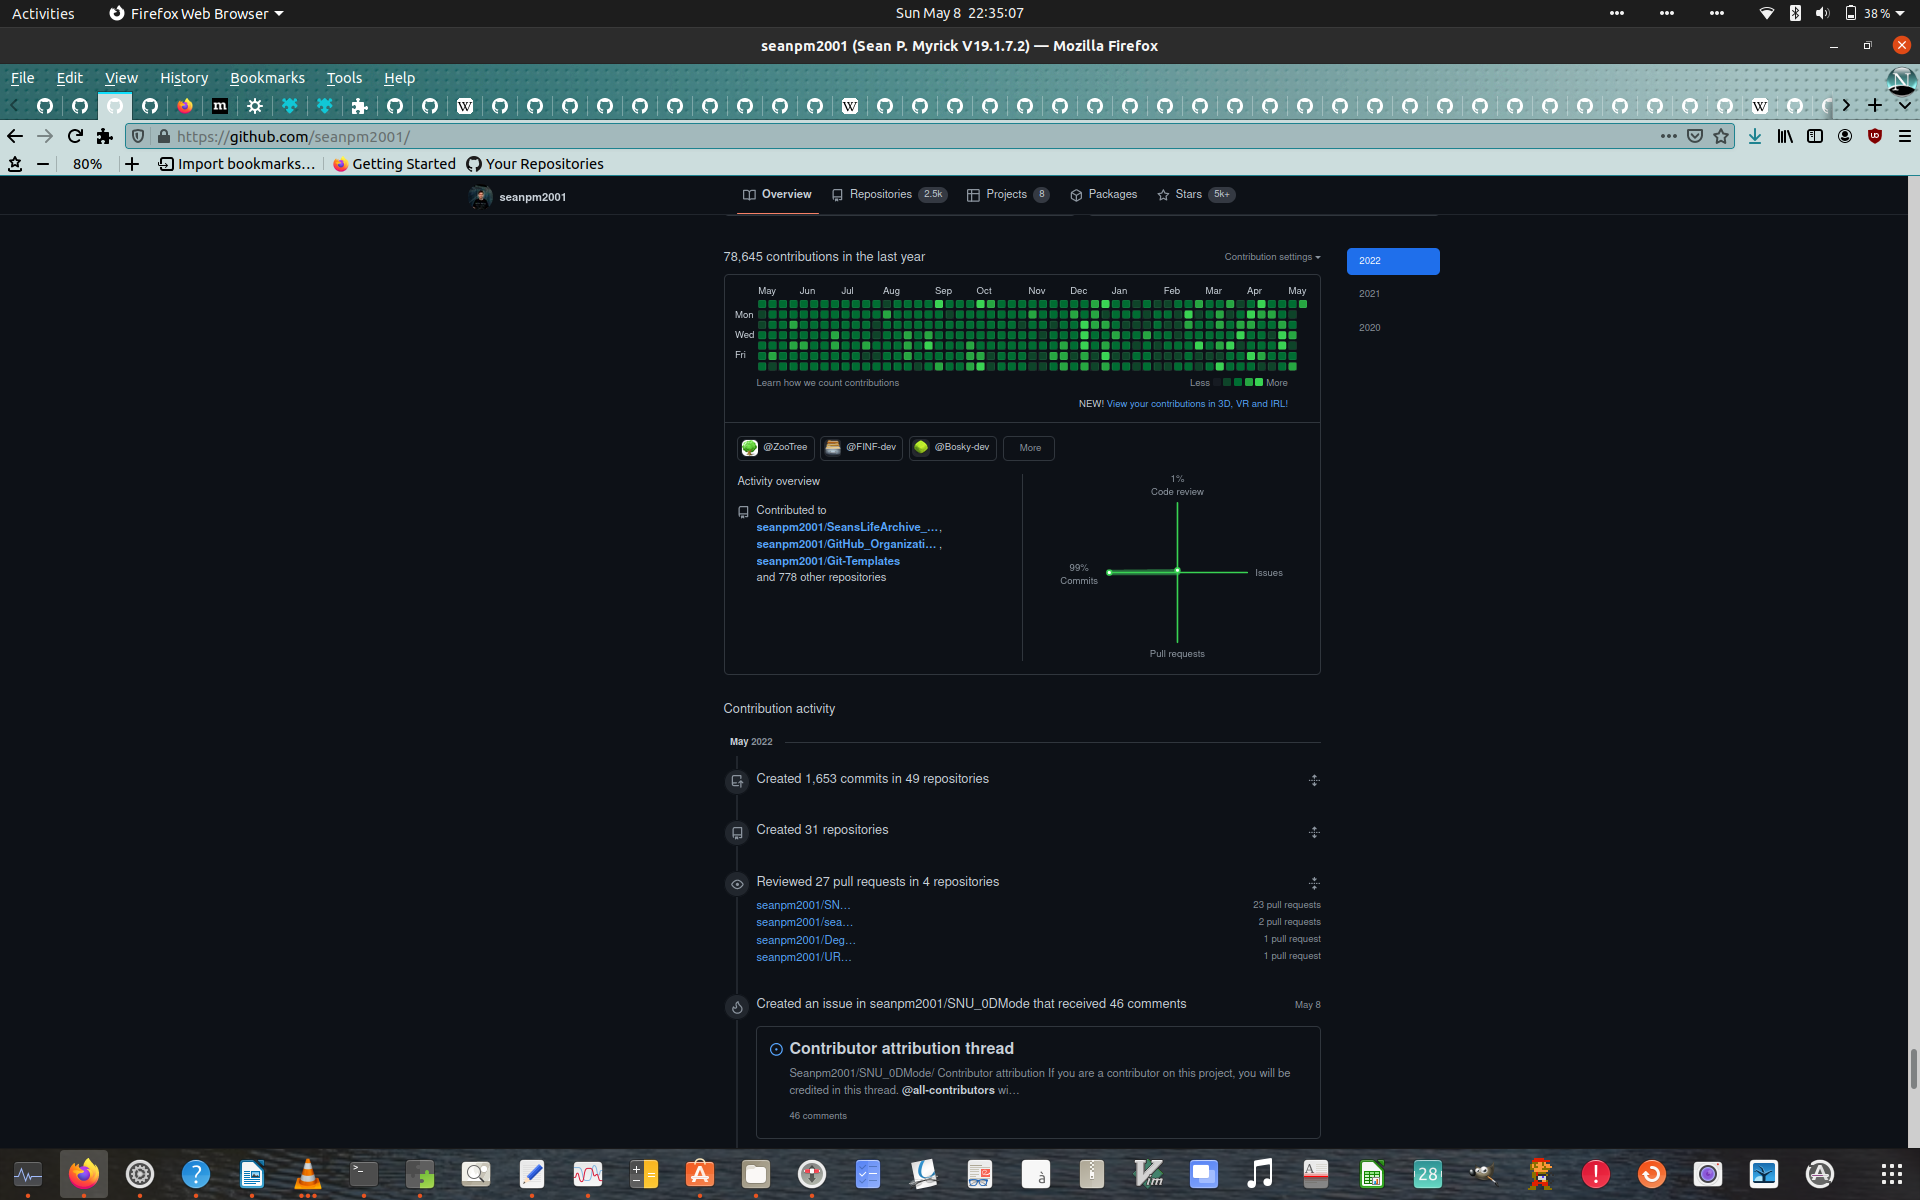 Activities
Firefox Web Browser
Sun May 8 22:35:07
38 %
seanpm2001 (Sean P. Myrick V19.1.7.2) — Mozilla Firefox
File Edit View History Bookmarks Tools Help
https://github.com/seanpm2001/
80%
Import bookmarks...
Getting Started
Your Repositories
seanpm2001
Overview
Repositories 2.5k
Projects 8
Packages
Stars 5k+
78,645 contributions in the last year
Contribution settings
2022
2021
2020
May Jun Jul Aug Sep Oct Nov Dec Jan Feb Mar Apr May
Mon
Wed
Fri
Learn how we count contributions
Less More
NEW! View your contributions in 3D, VR and IRL!
@ZooTree
@FINF-dev
@Bosky-dev
More
Activity overview
Contributed to
seanpm2001/SeansLifeArchive_...,
seanpm2001/GitHub_Organizati... ,
seanpm2001/Git-Templates
and 778 other repositories
1%
Code review
99%
Commits
Issues
Pull requests
Contribution activity
May 2022
Created 1,653 commits in 49 repositories
Created 31 repositories
Reviewed 27 pull requests in 4 repositories
seanpm2001/SN... 23 pull requests
seanpm2001/sea... 2 pull requests
seanpm2001/Deg... 1 pull request
seanpm2001/UR... 1 pull request
Created an issue in seanpm2001/SNU_0DMode that received 46 comments
May 8
Contributor attribution thread
Seanpm2001/SNU_0DMode/ Contributor attribution If you are a contributor on this project, you will be
credited in this thread. @all-contributors wi...
46 comments
28